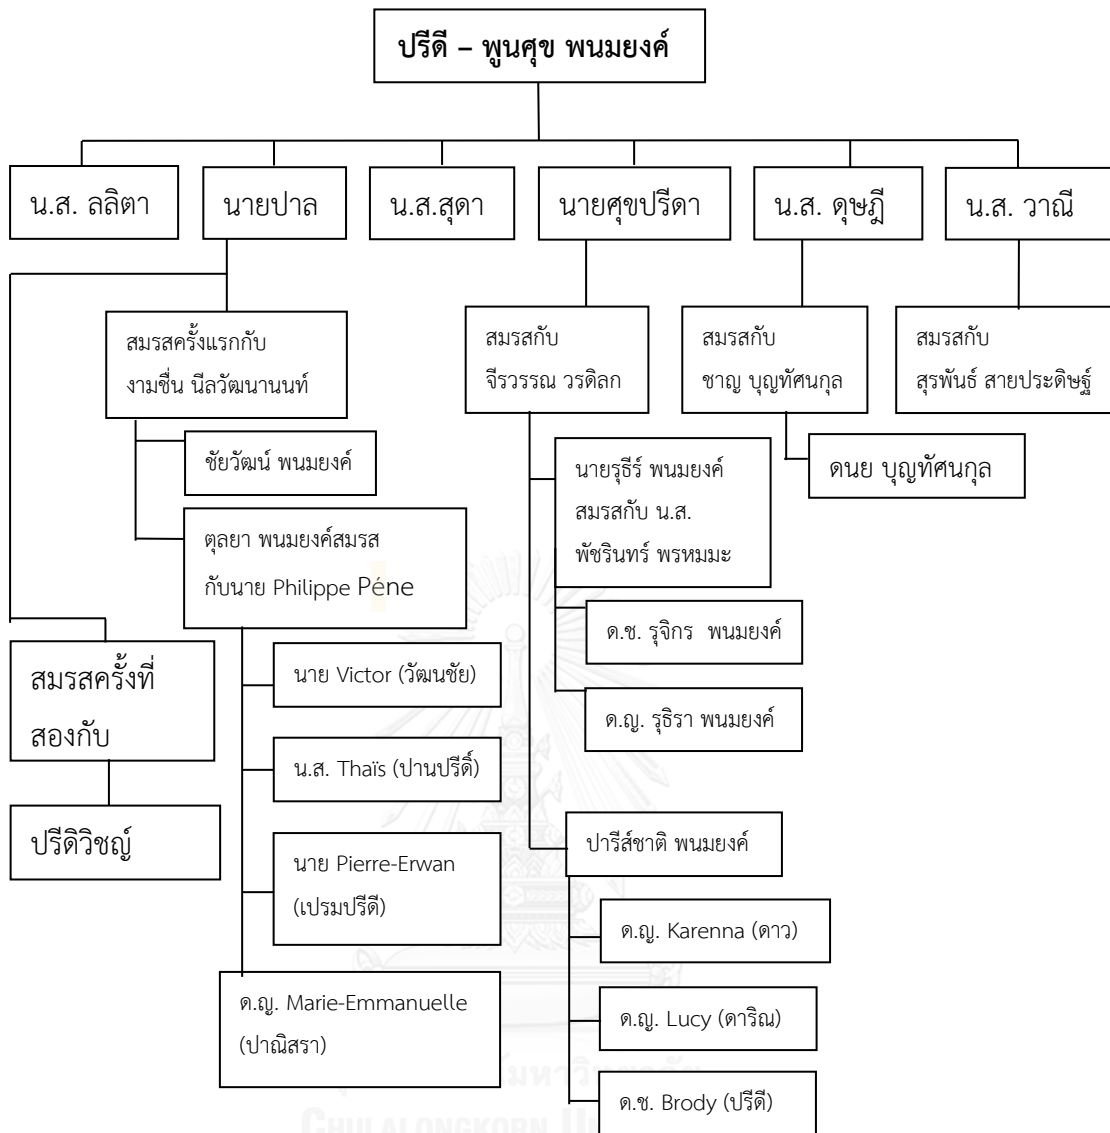 ปรีดี – พูนศุข พนมยงค์
น.ส. ลลิตา
นายปาล
น.ส.สุดา
นายศุขปรีดา
น.ส. ดุษฎี
น.ส. วาณี
สมรสครั้งแรกกับ
งามชื่น นีลวัฒนานนท์
สมรสกับ
จีรวรรณ วรดิลก
สมรสกับ
ชาญ บุญทัศนกุล
สมรสกับ
สุรพันธ์ สายประดิษฐ์
ชัยวัฒน์ พนมยงค์
นายรุธีร์ พนมยงค์
สมรสกับ น.ส.
พัชรินทร์ พรหมมะ
ดนย บุญทัศนกุล
ตุลยา พนมยงค์สมรส
กับนาย Philippe Péne
ด.ช. รุจิกร พนมยงค์
สมรสครั้งที่
สองกับ
นาย Victor (วัฒนชัย)
ด.ญ. รุธิรา พนมยงค์
น.ส. Thaïs (ปานปรีดิ์)
ปรีดิวิชญ์
นาย Pierre-Erwan
(เปรมปรีดี)
ปารีส์ชาติ พนมยงค์
ด.ญ. Karenna (ดาว)
ด.ญ. Marie-Emmanuelle
(ปาณิสรา)
ด.ญ. Lucy (ดาริณ)
ด.ช. Brody (ปรีดี)
CHULALONGKORN